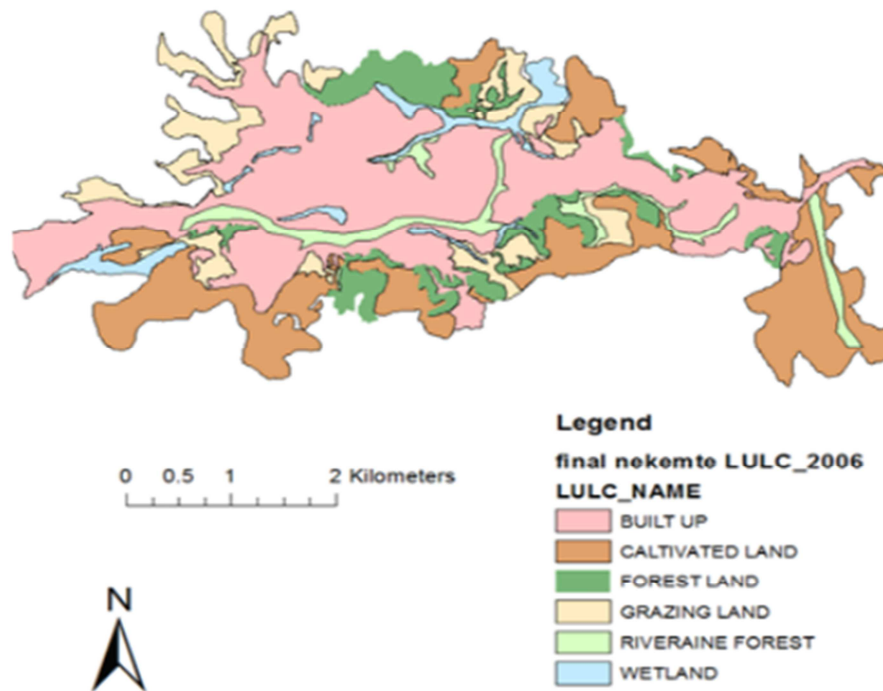 Legend
final nekemte LULC_2006
LULC_NAME
BUILT UP
CALTIVATED LAND
FOREST LAND
GRAZING LAND
RIVERAINE FOREST
WETLAND
0 0.5 1 2 Kilometers
N